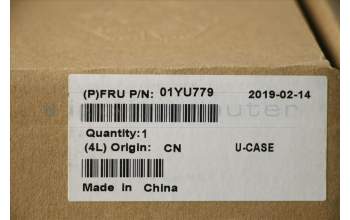 (P)FRU P/N: 01YU779 2019-02-14
Quantity:1
(4L) Origin: CN U-CASE
Made in China